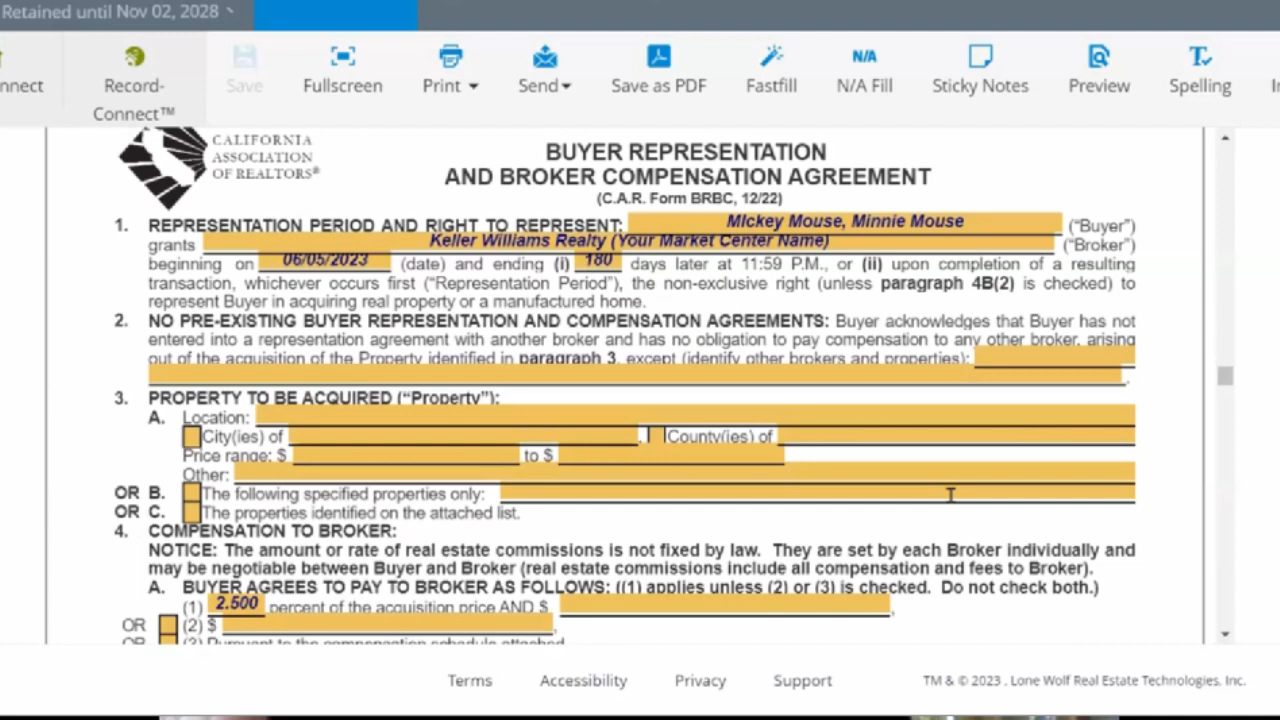 Retained until Nov 02, 2028
nnect
Record-Connect™
Save
Fullscreen
Print
Send
Save as PDF
N/A
Fastfill
N/A Fill
Sticky Notes
Preview
Spelling
CALIFORNIA
ASSOCIATION
OF REALTORS®
BUYER REPRESENTATION
AND BROKER COMPENSATION AGREEMENT
(C.A.R. Form BRBC, 12/22)
1. REPRESENTATION PERIOD AND RIGHT TO REPRESENT: MIckey Mouse, Minnie Mouse ("Buyer")
grants Keller Williams Realty (Your Market Center Name) ("Broker")
beginning on 06/05/2023 (date) and ending (i) 180 days later at 11:59 P.M., or (ii) upon completion of a resulting
transaction, whichever occurs first ("Representation Period"), the non-exclusive right (unless paragraph 4B(2) is checked) to
represent Buyer in acquiring real property or a manufactured home.
2. NO PRE-EXISTING BUYER REPRESENTATION AND COMPENSATION AGREEMENTS: Buyer acknowledges that Buyer has not
entered into a representation agreement with another broker and has no obligation to pay compensation to any other broker, arising
out of the acquisition of the Property identified in paragraph 3, except (identify other brokers and properties):
.
3. PROPERTY TO BE ACQUIRED ("Property"):
A. Location:
City(ies) of , County(ies) of
Price range: $ to $
Other:
OR B. The following specified properties only:
OR C. The properties identified on the attached list.
4. COMPENSATION TO BROKER:
NOTICE: The amount or rate of real estate commissions is not fixed by law. They are set by each Broker individually and
may be negotiable between Buyer and Broker (real estate commissions include all compensation and fees to Broker).
A. BUYER AGREES TO PAY TO BROKER AS FOLLOWS: ((1) applies unless (2) or (3) is checked. Do not check both.)
(1) 2.500 percent of the acquisition price AND $ ,
OR (2) $ ,
OR (3) Pursuant to the compensation schedule attached
Terms
Accessibility
Privacy
Support
TM & © 2023 . Lone Wolf Real Estate Technologies, Inc.